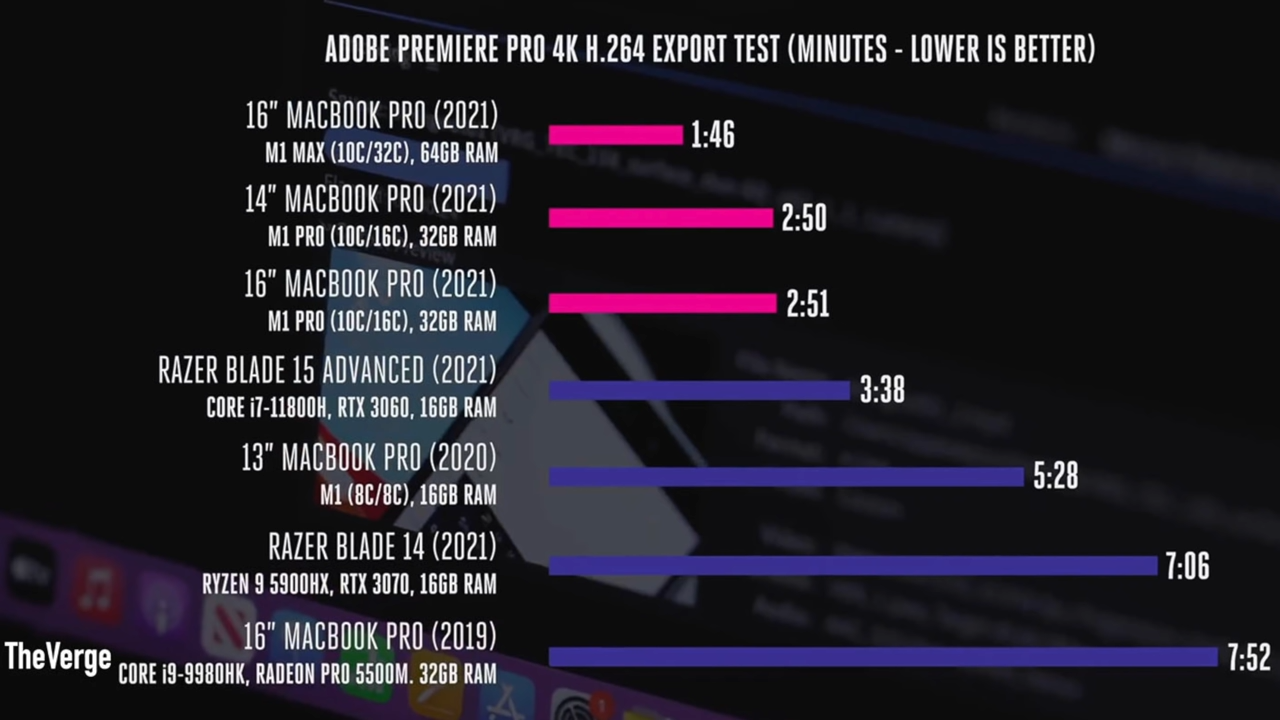 ADOBE PREMIERE PRO 4K H.264 EXPORT TEST (MINUTES - LOWER IS BETTER)
16” MACBOOK PRO (2021)
M1 MAX (10C/32C), 64GB RAM
1:46
14” MACBOOK PRO (2021)
M1 PRO (10C/16C), 32GB RAM
2:50
16” MACBOOK PRO (2021)
M1 PRO (10C/16C), 32GB RAM
2:51
RAZER BLADE 15 ADVANCED (2021)
CORE i7-11800H, RTX 3060, 16GB RAM
3:38
13” MACBOOK PRO (2020)
M1 (8C/8C), 16GB RAM
5:28
RAZER BLADE 14 (2021)
RYZEN 9 5900HX, RTX 3070, 16GB RAM
7:06
16” MACBOOK PRO (2019)
CORE i9-9980HK, RADEON PRO 5500M. 32GB RAM
7:52
TheVerge